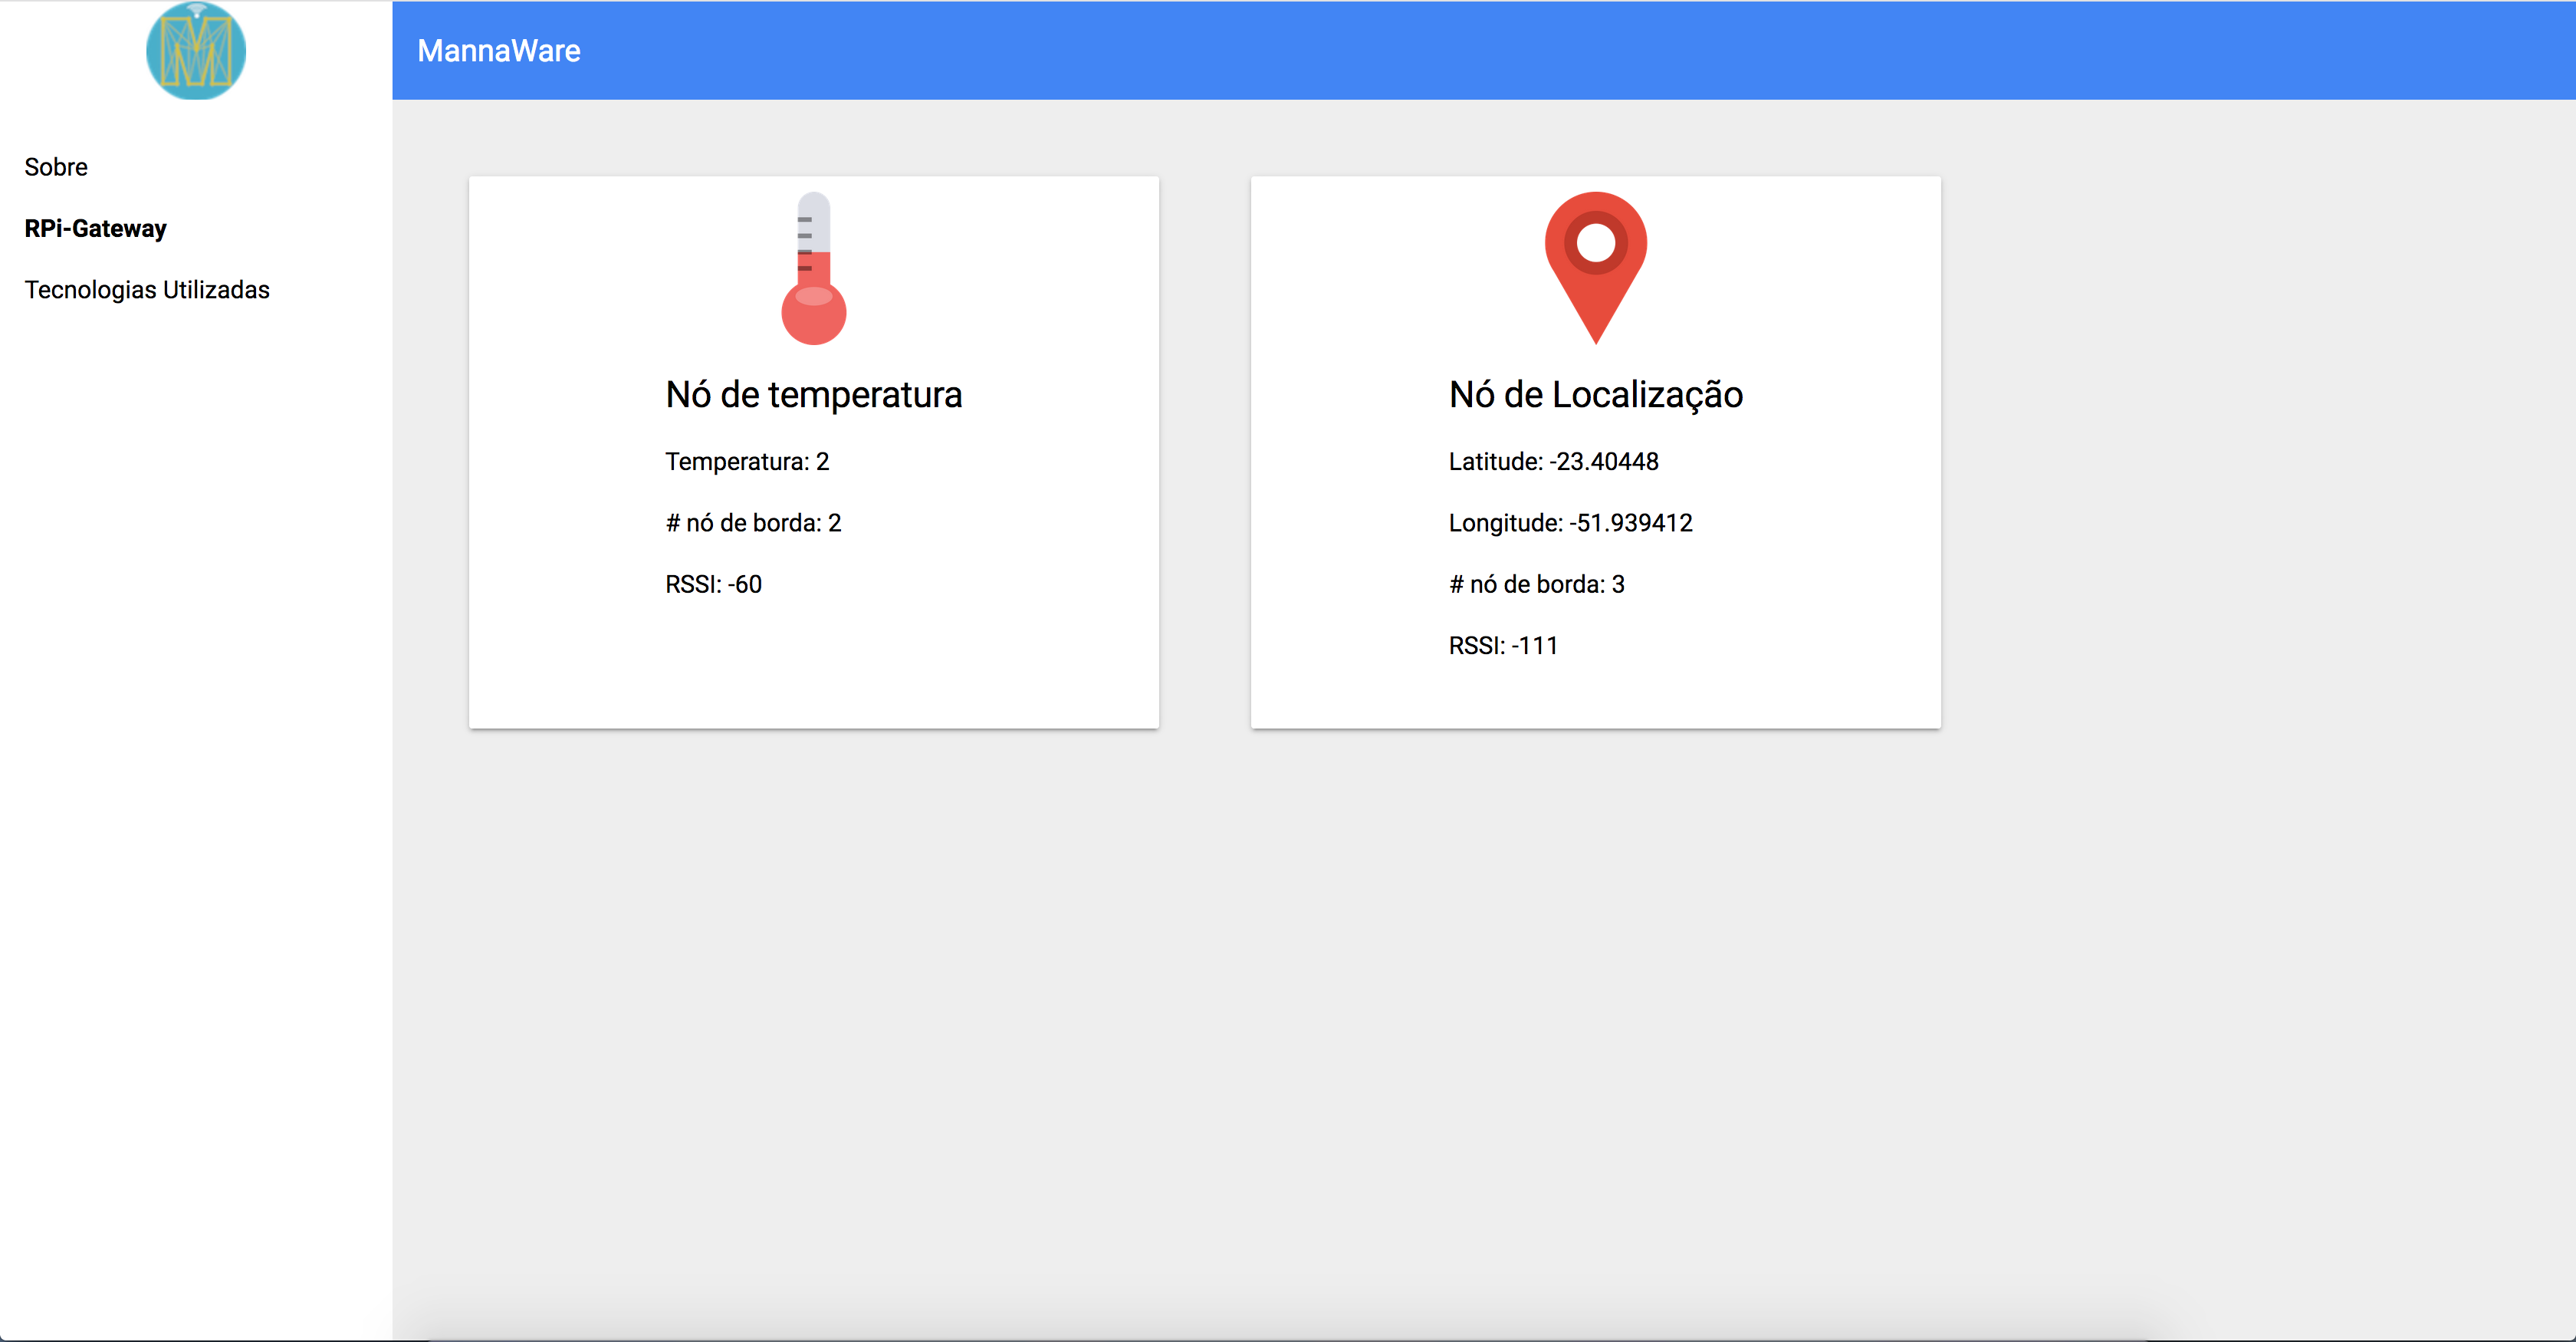 M
MannaWare
Sobre
RPi-Gateway
Tecnologias Utilizadas
Nó de temperatura
Temperatura: 2
# nó de borda: 2
RSSI: -60
Nó de Localização
Latitude: -23.40448
Longitude: -51.939412
# nó de borda: 3
RSSI: -111